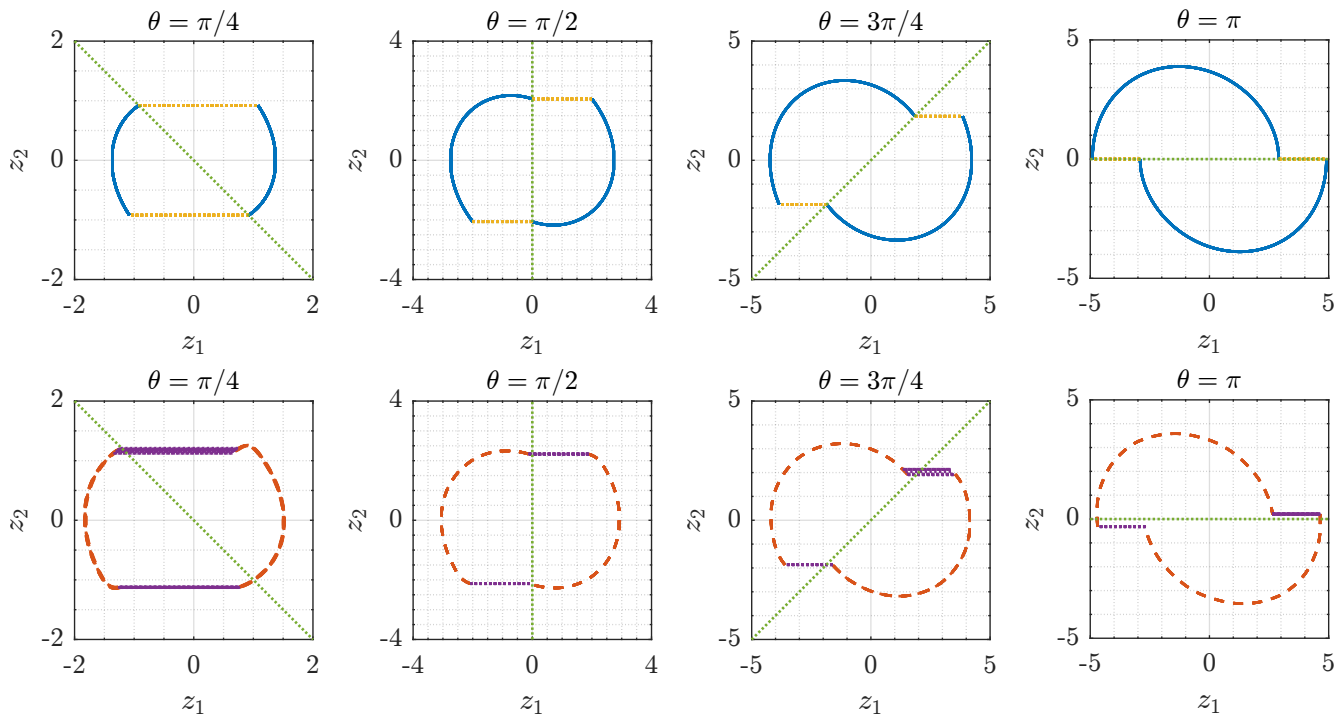 θ = π/4 θ = π/2 θ = 3π/4 θ = π
2 4 5 5
z₂ 0 z₂ 0 z₂ 0 z₂ 0
-2 -4 -5 -5
-2 0 2 -4 0 4 -5 0 5 -5 0 5
z₁ z₁ z₁ z₁
θ = π/4 θ = π/2 θ = 3π/4 θ = π
2 4 5 5
z₂ 0 z₂ 0 z₂ 0 z₂ 0
-2 -4 -5 -5
-2 0 2 -4 0 4 -5 0 5 -5 0 5
z₁ z₁ z₁ z₁